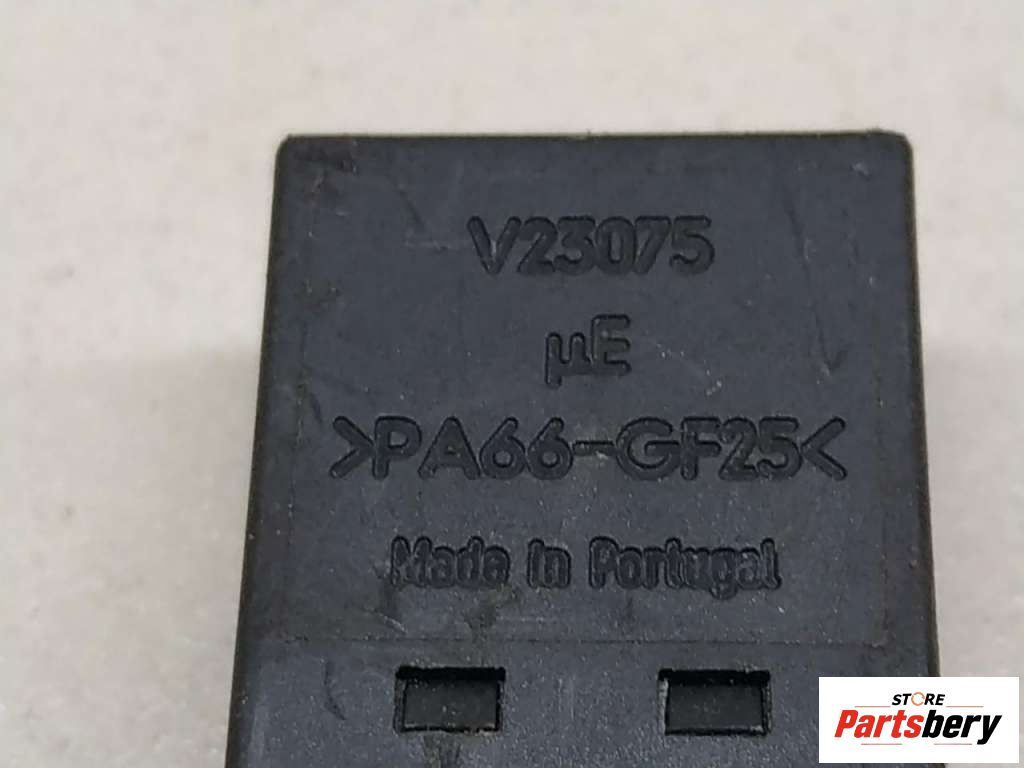 V23075
µE
>PA66-GF25<
Made in Portugal
STORE
Partsbery